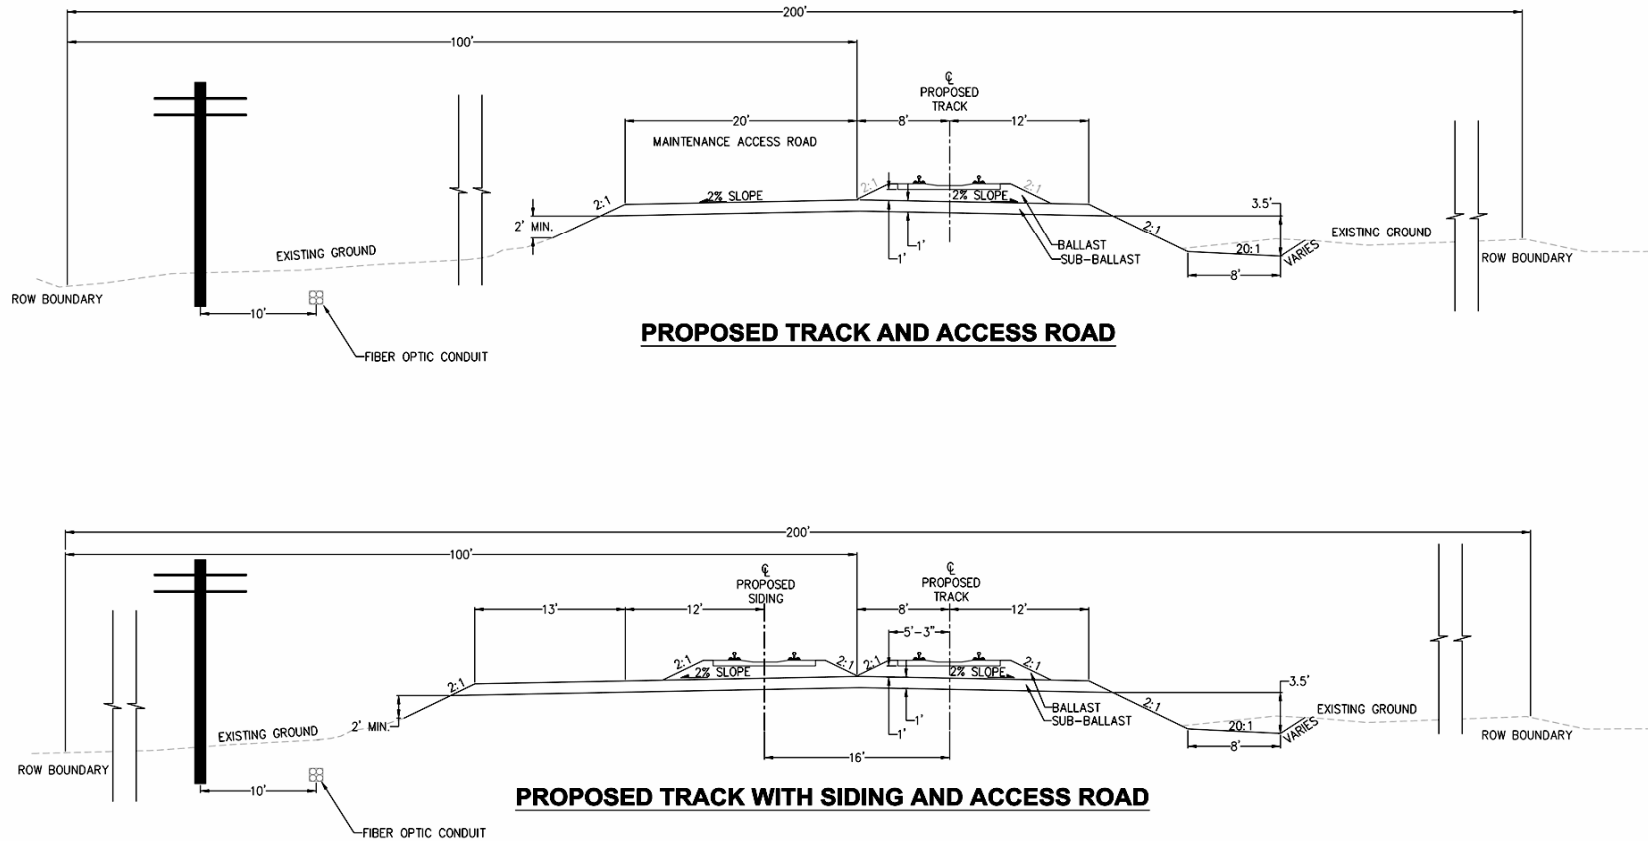 200'
100'
℄
PROPOSED
TRACK
20'
8'
12'
MAINTENANCE ACCESS ROAD
2:1
2% SLOPE
2:1
2% SLOPE
2:1
2' MIN.
3.5'
2:1
EXISTING GROUND
1'
1'
BALLAST
SUB-BALLAST
20:1
VARIES
8'
EXISTING GROUND
ROW BOUNDARY
ROW BOUNDARY
10'
FIBER OPTIC CONDUIT
PROPOSED TRACK AND ACCESS ROAD
200'
100'
℄
PROPOSED
SIDING
℄
PROPOSED
TRACK
13'
12'
8'
12'
5'-3"
2:1
2:1
2% SLOPE
2:1
2:1
2% SLOPE
2:1
2' MIN.
3.5'
2:1
EXISTING GROUND
1'
1'
BALLAST
SUB-BALLAST
20:1
VARIES
8'
EXISTING GROUND
ROW BOUNDARY
ROW BOUNDARY
16'
10'
PROPOSED TRACK WITH SIDING AND ACCESS ROAD
FIBER OPTIC CONDUIT